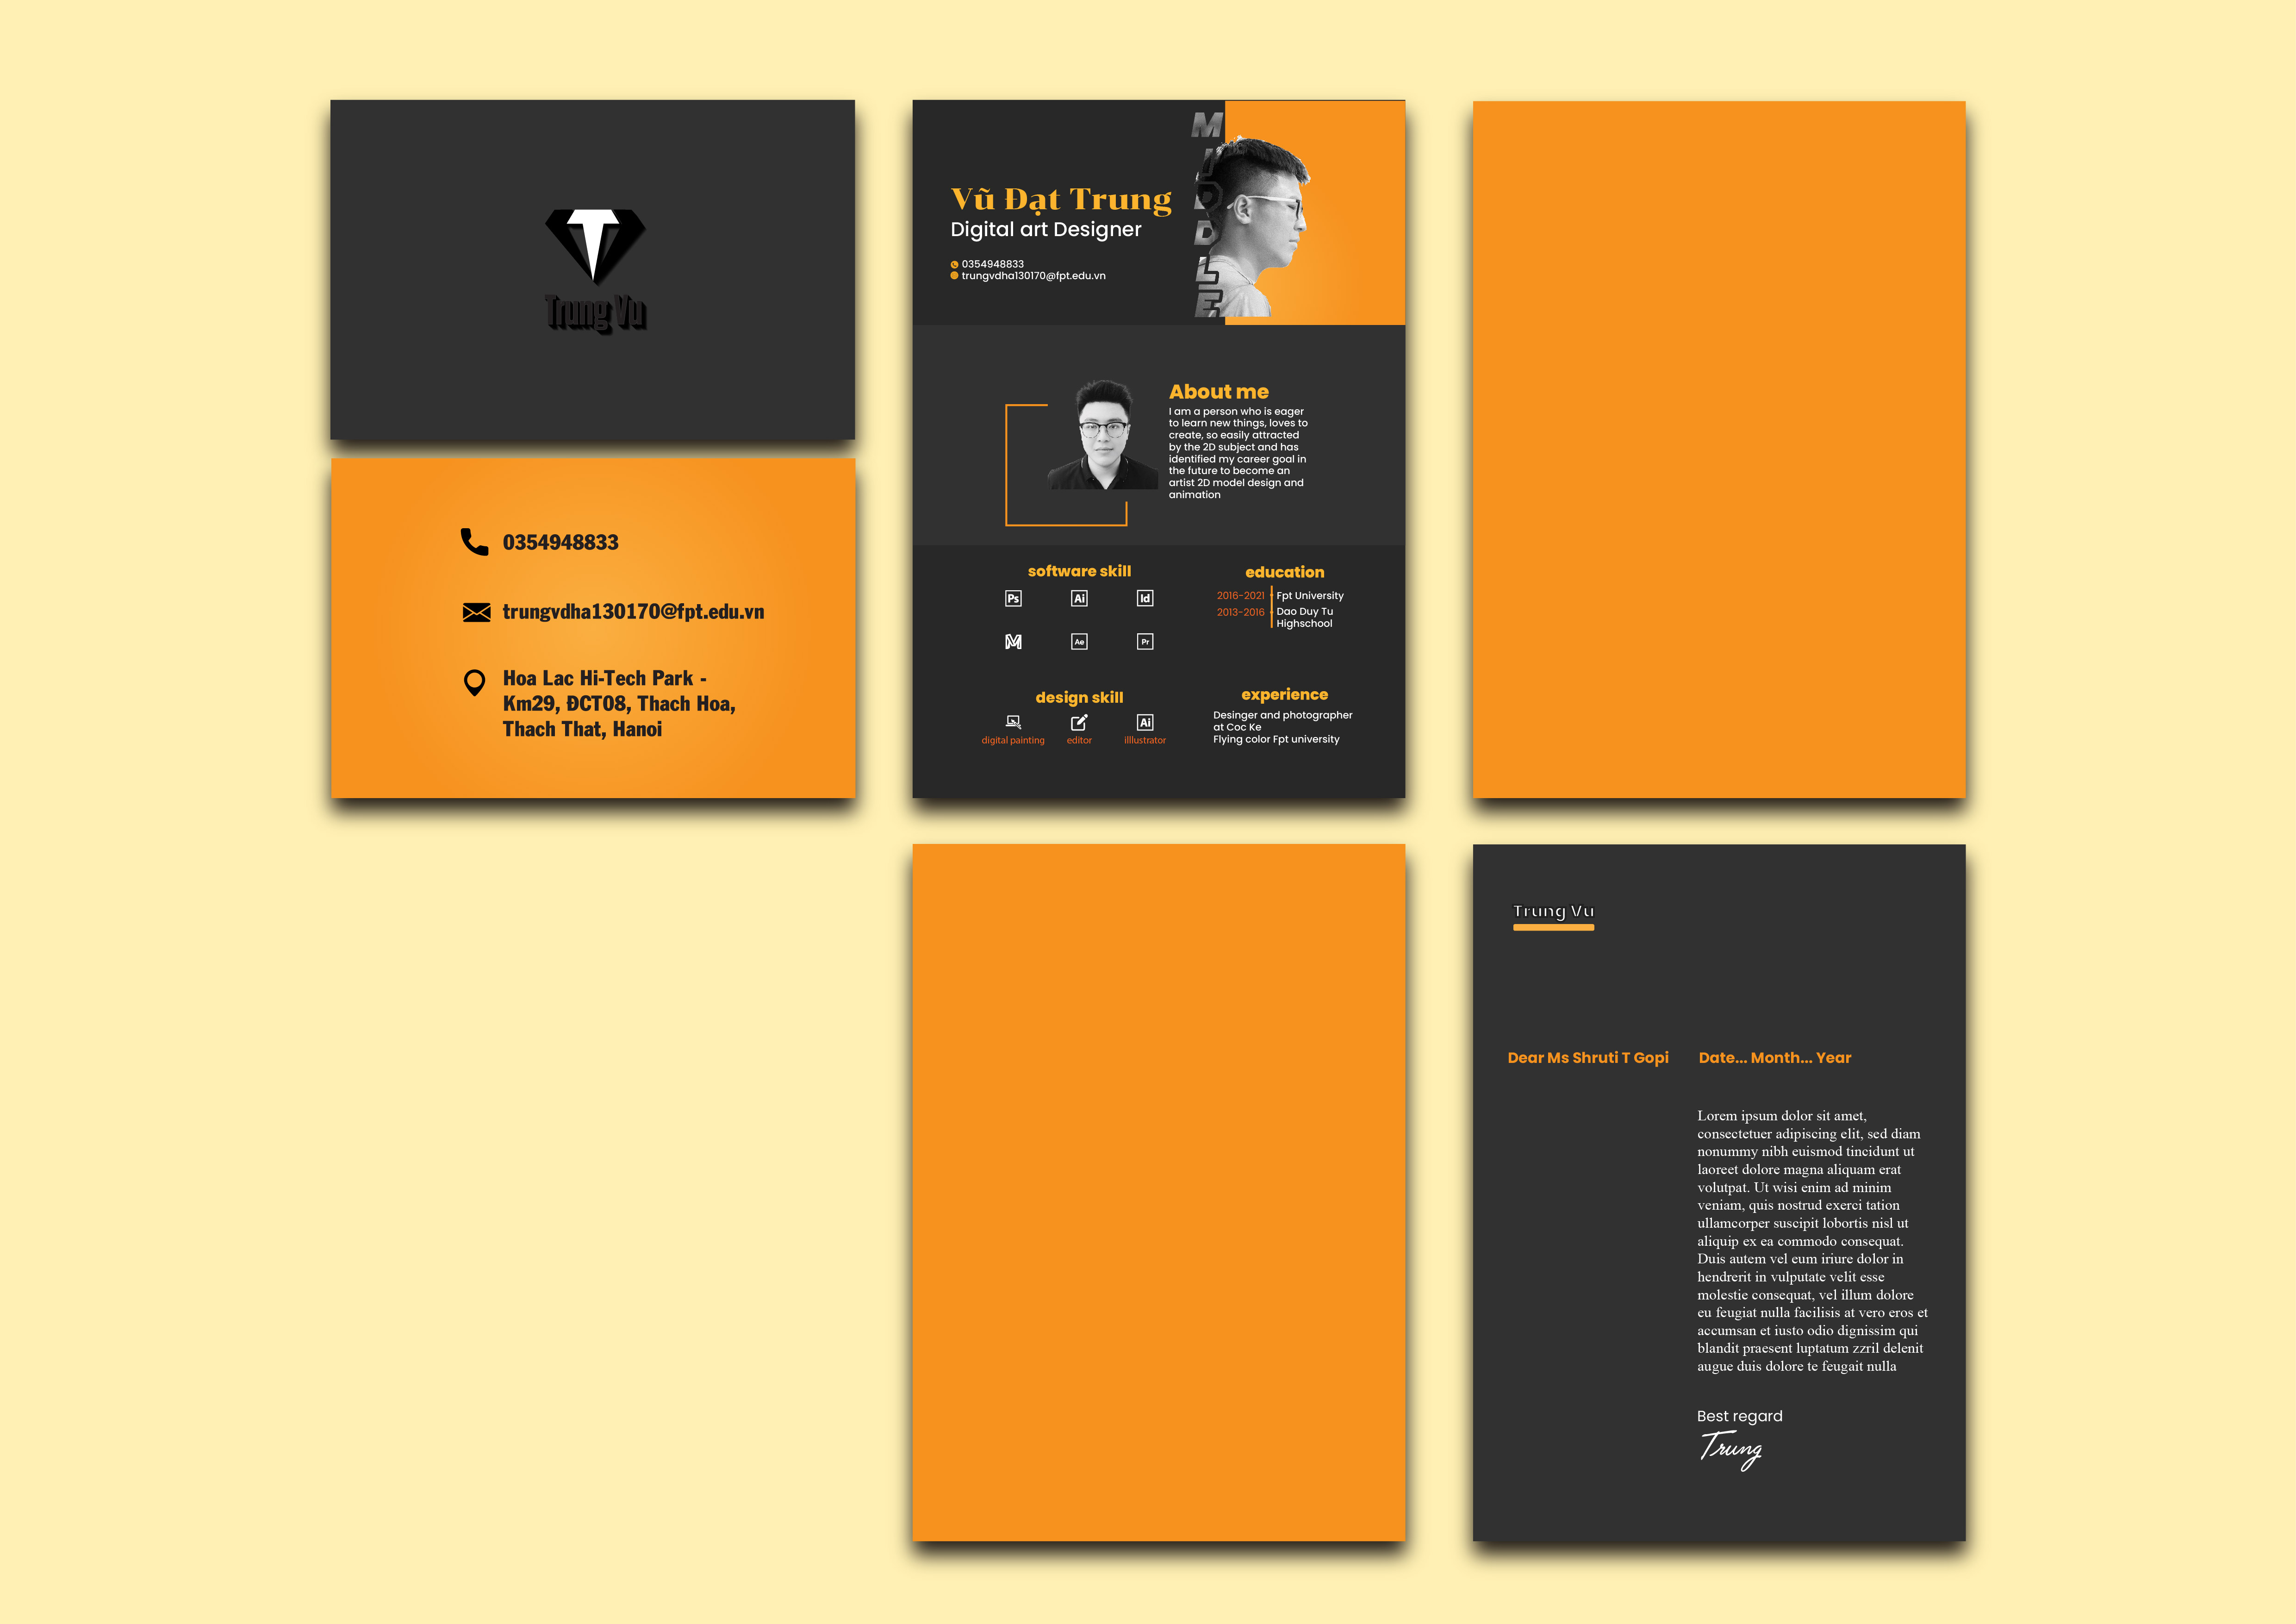 Trung Vu
0354948833
trungvdha130170@fpt.edu.vn
Hoa Lac Hi-Tech Park -
Km29, ĐCT08, Thach Hoa,
Thach That, Hanoi
MIDDLE
Vũ Đạt Trung
Digital art Designer
0354948833
trungvdha130170@fpt.edu.vn
About me
I am a person who is eager
to learn new things, loves to
create, so easily attracted
by the 2D subject and has
identified my career goal in
the future to become an
artist 2D model design and
animation
software skill
Ps Ai Id
M Ae Pr
design skill
Ai
digital painting editor illlustrator
education
2016-2021 Fpt University
2013-2016 Dao Duy Tu
Highschool
experience
Desinger and photographer
at Coc Ke
Flying color Fpt university
Trung Vu
Dear Ms Shruti T Gopi
Date... Month... Year
Lorem ipsum dolor sit amet,
consectetuer adipiscing elit, sed diam
nonummy nibh euismod tincidunt ut
laoreet dolore magna aliquam erat
volutpat. Ut wisi enim ad minim
veniam, quis nostrud exerci tation
ullamcorper suscipit lobortis nisl ut
aliquip ex ea commodo consequat.
Duis autem vel eum iriure dolor in
hendrerit in vulputate velit esse
molestie consequat, vel illum dolore
eu feugiat nulla facilisis at vero eros et
accumsan et iusto odio dignissim qui
blandit praesent luptatum zzril delenit
augue duis dolore te feugait nulla
Best regard
Trung